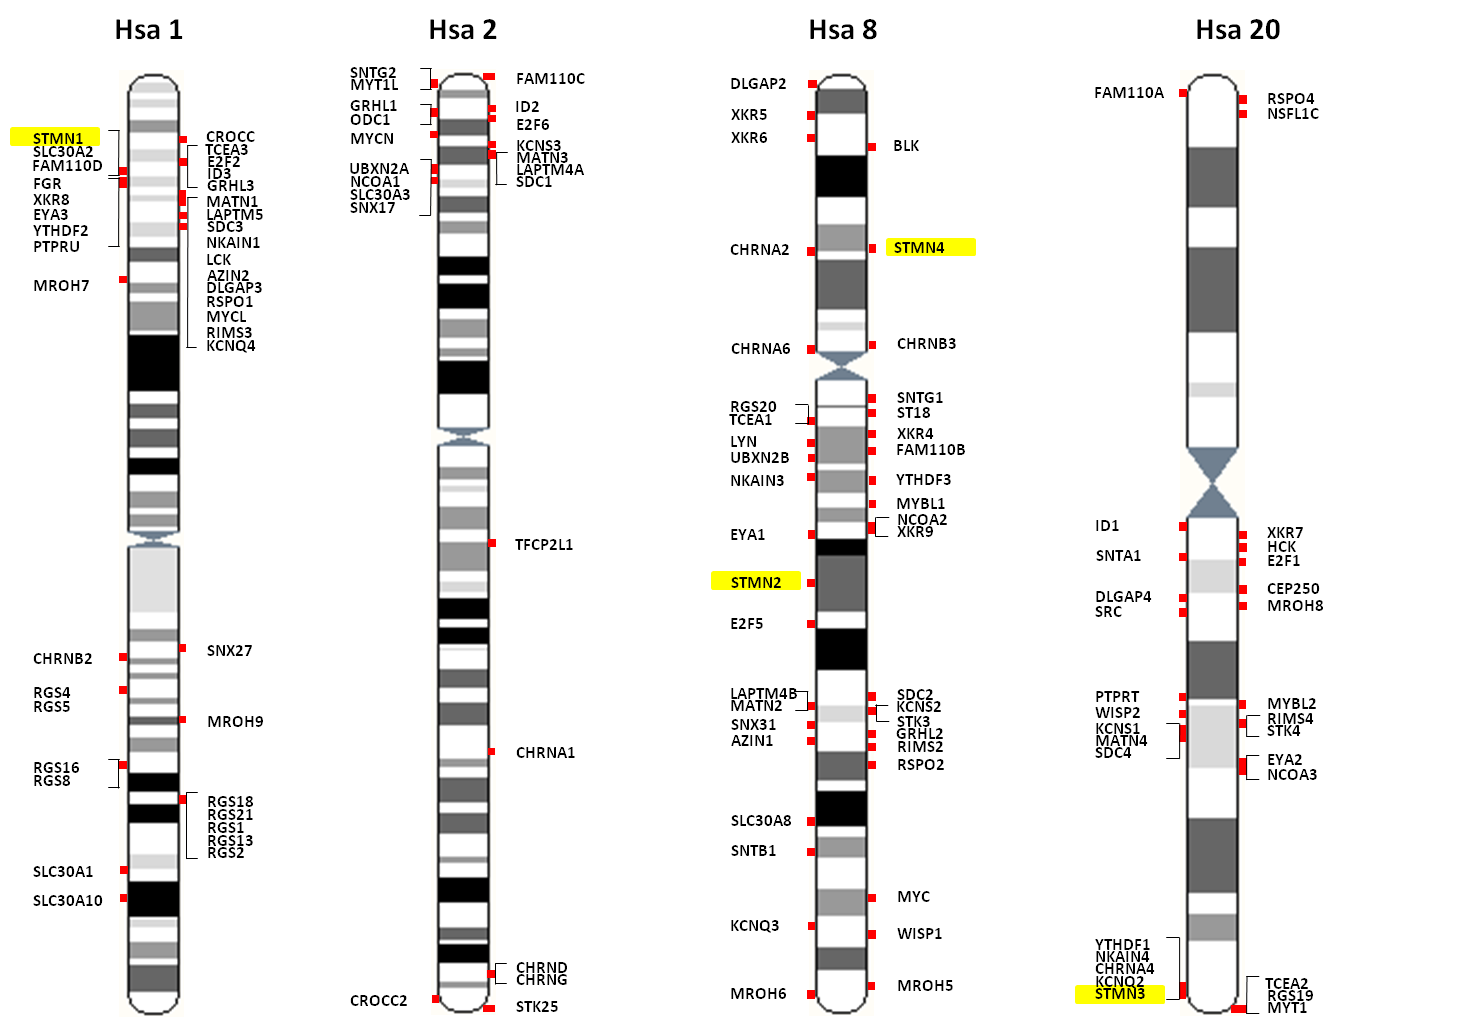 Hsa 1
Hsa 2
Hsa 8
Hsa 20
STMN1
SLC30A2
FAM110D
FGR
XKR8
EYA3
YTHDF2
PTPRU
MROH7
CHRNB2
RGS4
RGS5
RGS16
RGS8
SLC30A1
SLC30A10
CROCC
TCEA3
E2F2
ID3
GRHL3
MATN1
LAPTM5
SDC3
NKAIN1
LCK
AZIN2
DLGAP3
RSPO1
MYCL
RIMS3
KCNQ4
SNX27
MROH9
RGS18
RGS21
RGS1
RGS13
RGS2
SNTG2
MYT1L
GRHL1
ODC1
MYCN
UBXN2A
NCOA1
SLC30A3
SNX17
CROCC2
FAM110C
ID2
E2F6
KCNS3
MATN3
LAPTM4A
SDC1
TFCP2L1
CHRNA1
CHRND
CHRNG
STK25
DLGAP2
XKR5
XKR6
CHRNA2
CHRNA6
RGS20
TCEA1
LYN
UBXN2B
NKAIN3
EYA1
STMN2
E2F5
LAPTM4B
MATN2
SNX31
AZIN1
SLC30A8
SNTB1
KCNQ3
MROH6
BLK
STMN4
CHRNB3
SNTG1
ST18
XKR4
FAM110B
YTHDF3
MYBL1
NCOA2
XKR9
SDC2
KCNS2
STK3
GRHL2
RIMS2
RSPO2
MYC
WISP1
MROH5
FAM110A
ID1
SNTA1
DLGAP4
SRC
PTPRT
WISP2
KCNS1
MATN4
SDC4
YTHDF1
NKAIN4
CHRNA4
KCNQ2
STMN3
RSPO4
NSFL1C
XKR7
HCK
E2F1
CEP250
MROH8
MYBL2
RIMS4
STK4
EYA2
NCOA3
TCEA2
RGS19
MYT1